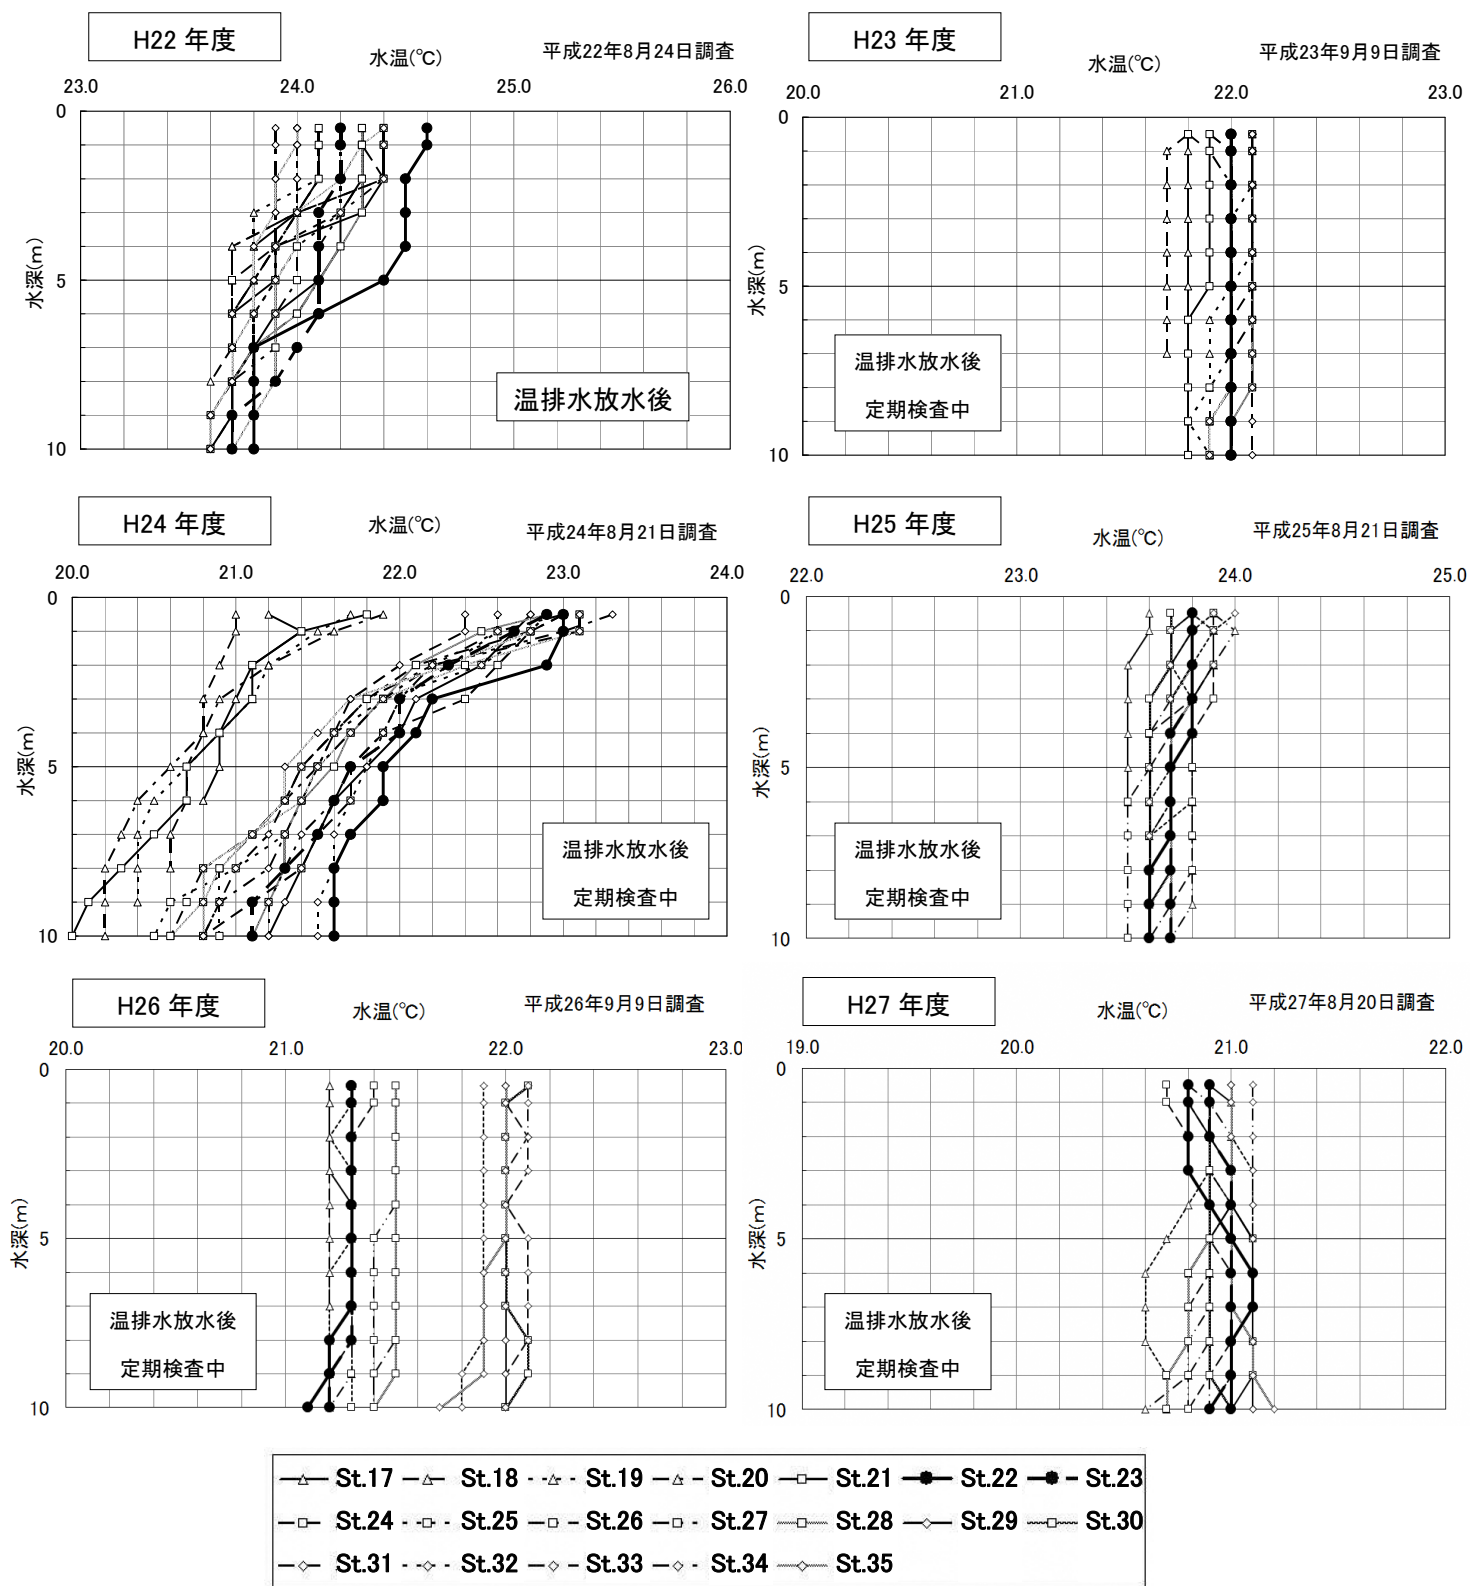 H22 年度
水温(℃)
平成22年8月24日調査
23.0 24.0 25.0 26.0
0
5
10
水深(m)
温排水放水後
H23 年度
水温(℃)
平成23年9月9日調査
20.0 21.0 22.0 23.0
0
5
10
水深(m)
温排水放水後
定期検査中
H24 年度
水温(℃)
平成24年8月21日調査
20.0 21.0 22.0 23.0 24.0
0
5
10
水深(m)
温排水放水後
定期検査中
H25 年度
水温(℃)
平成25年8月21日調査
22.0 23.0 24.0 25.0
0
5
10
水深(m)
温排水放水後
定期検査中
H26 年度
水温(℃)
平成26年9月9日調査
20.0 21.0 22.0 23.0
0
5
10
水深(m)
温排水放水後
定期検査中
H27 年度
水温(℃)
平成27年8月20日調査
19.0 20.0 21.0 22.0
0
5
10
水深(m)
温排水放水後
定期検査中
St.17 St.18 St.19 St.20 St.21 St.22 St.23
St.24 St.25 St.26 St.27 St.28 St.29 St.30
St.31 St.32 St.33 St.34 St.35